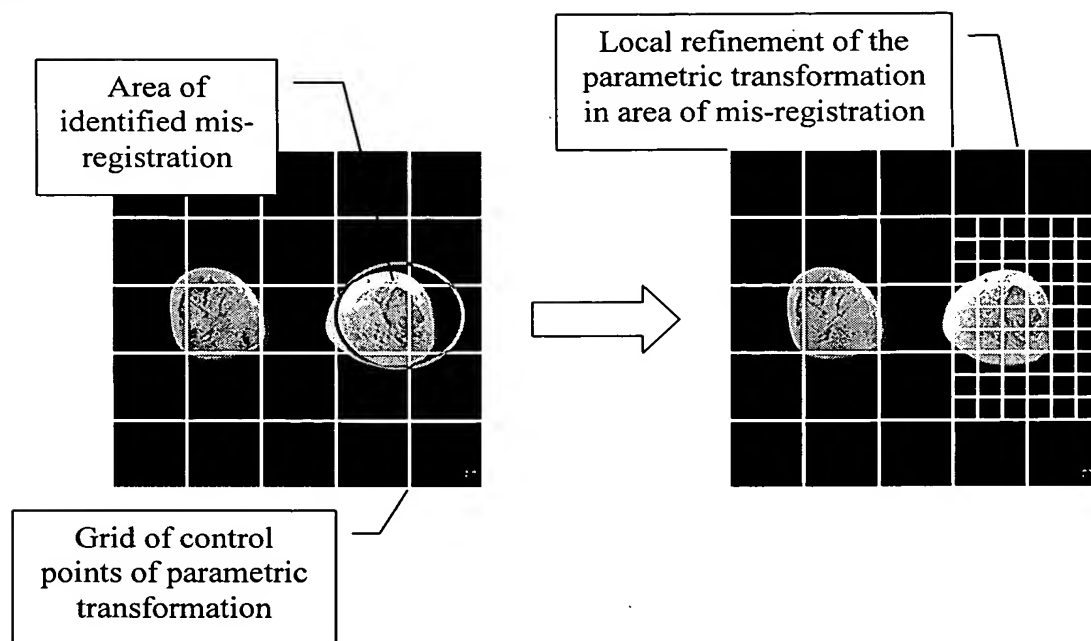 Area of
identified mis-
registration
Local refinement of the
parametric transformation
in area of mis-registration
Grid of control
points of parametric
transformation